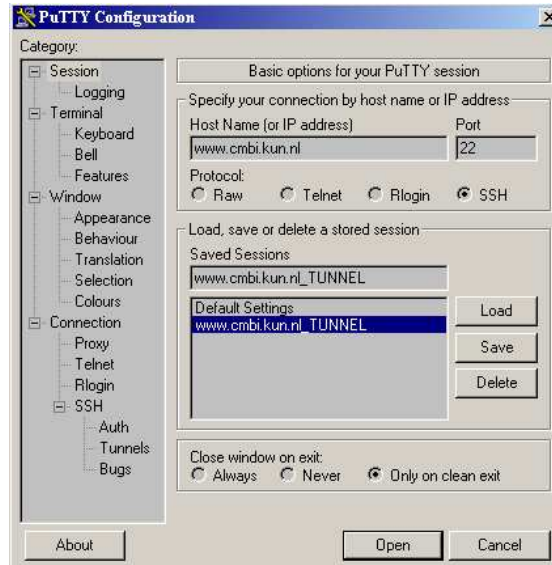 PuTTY Configuration
Category:
Session
Logging
Terminal
Keyboard
Bell
Features
Window
Appearance
Behaviour
Translation
Selection
Colours
Connection
Proxy
Telnet
Rlogin
SSH
Auth
Tunnels
Bugs
Basic options for your PuTTY session
Specify your connection by host name or IP address
Host Name (or IP address) Port
www.cmbi.kun.nl 22
Protocol:
Raw Telnet Rlogin SSH
Load, save or delete a stored session
Saved Sessions
www.cmbi.kun.nl_TUNNEL
Default Settings
www.cmbi.kun.nl_TUNNEL
Load
Save
Delete
Close window on exit:
Always Never Only on clean exit
About Open Cancel